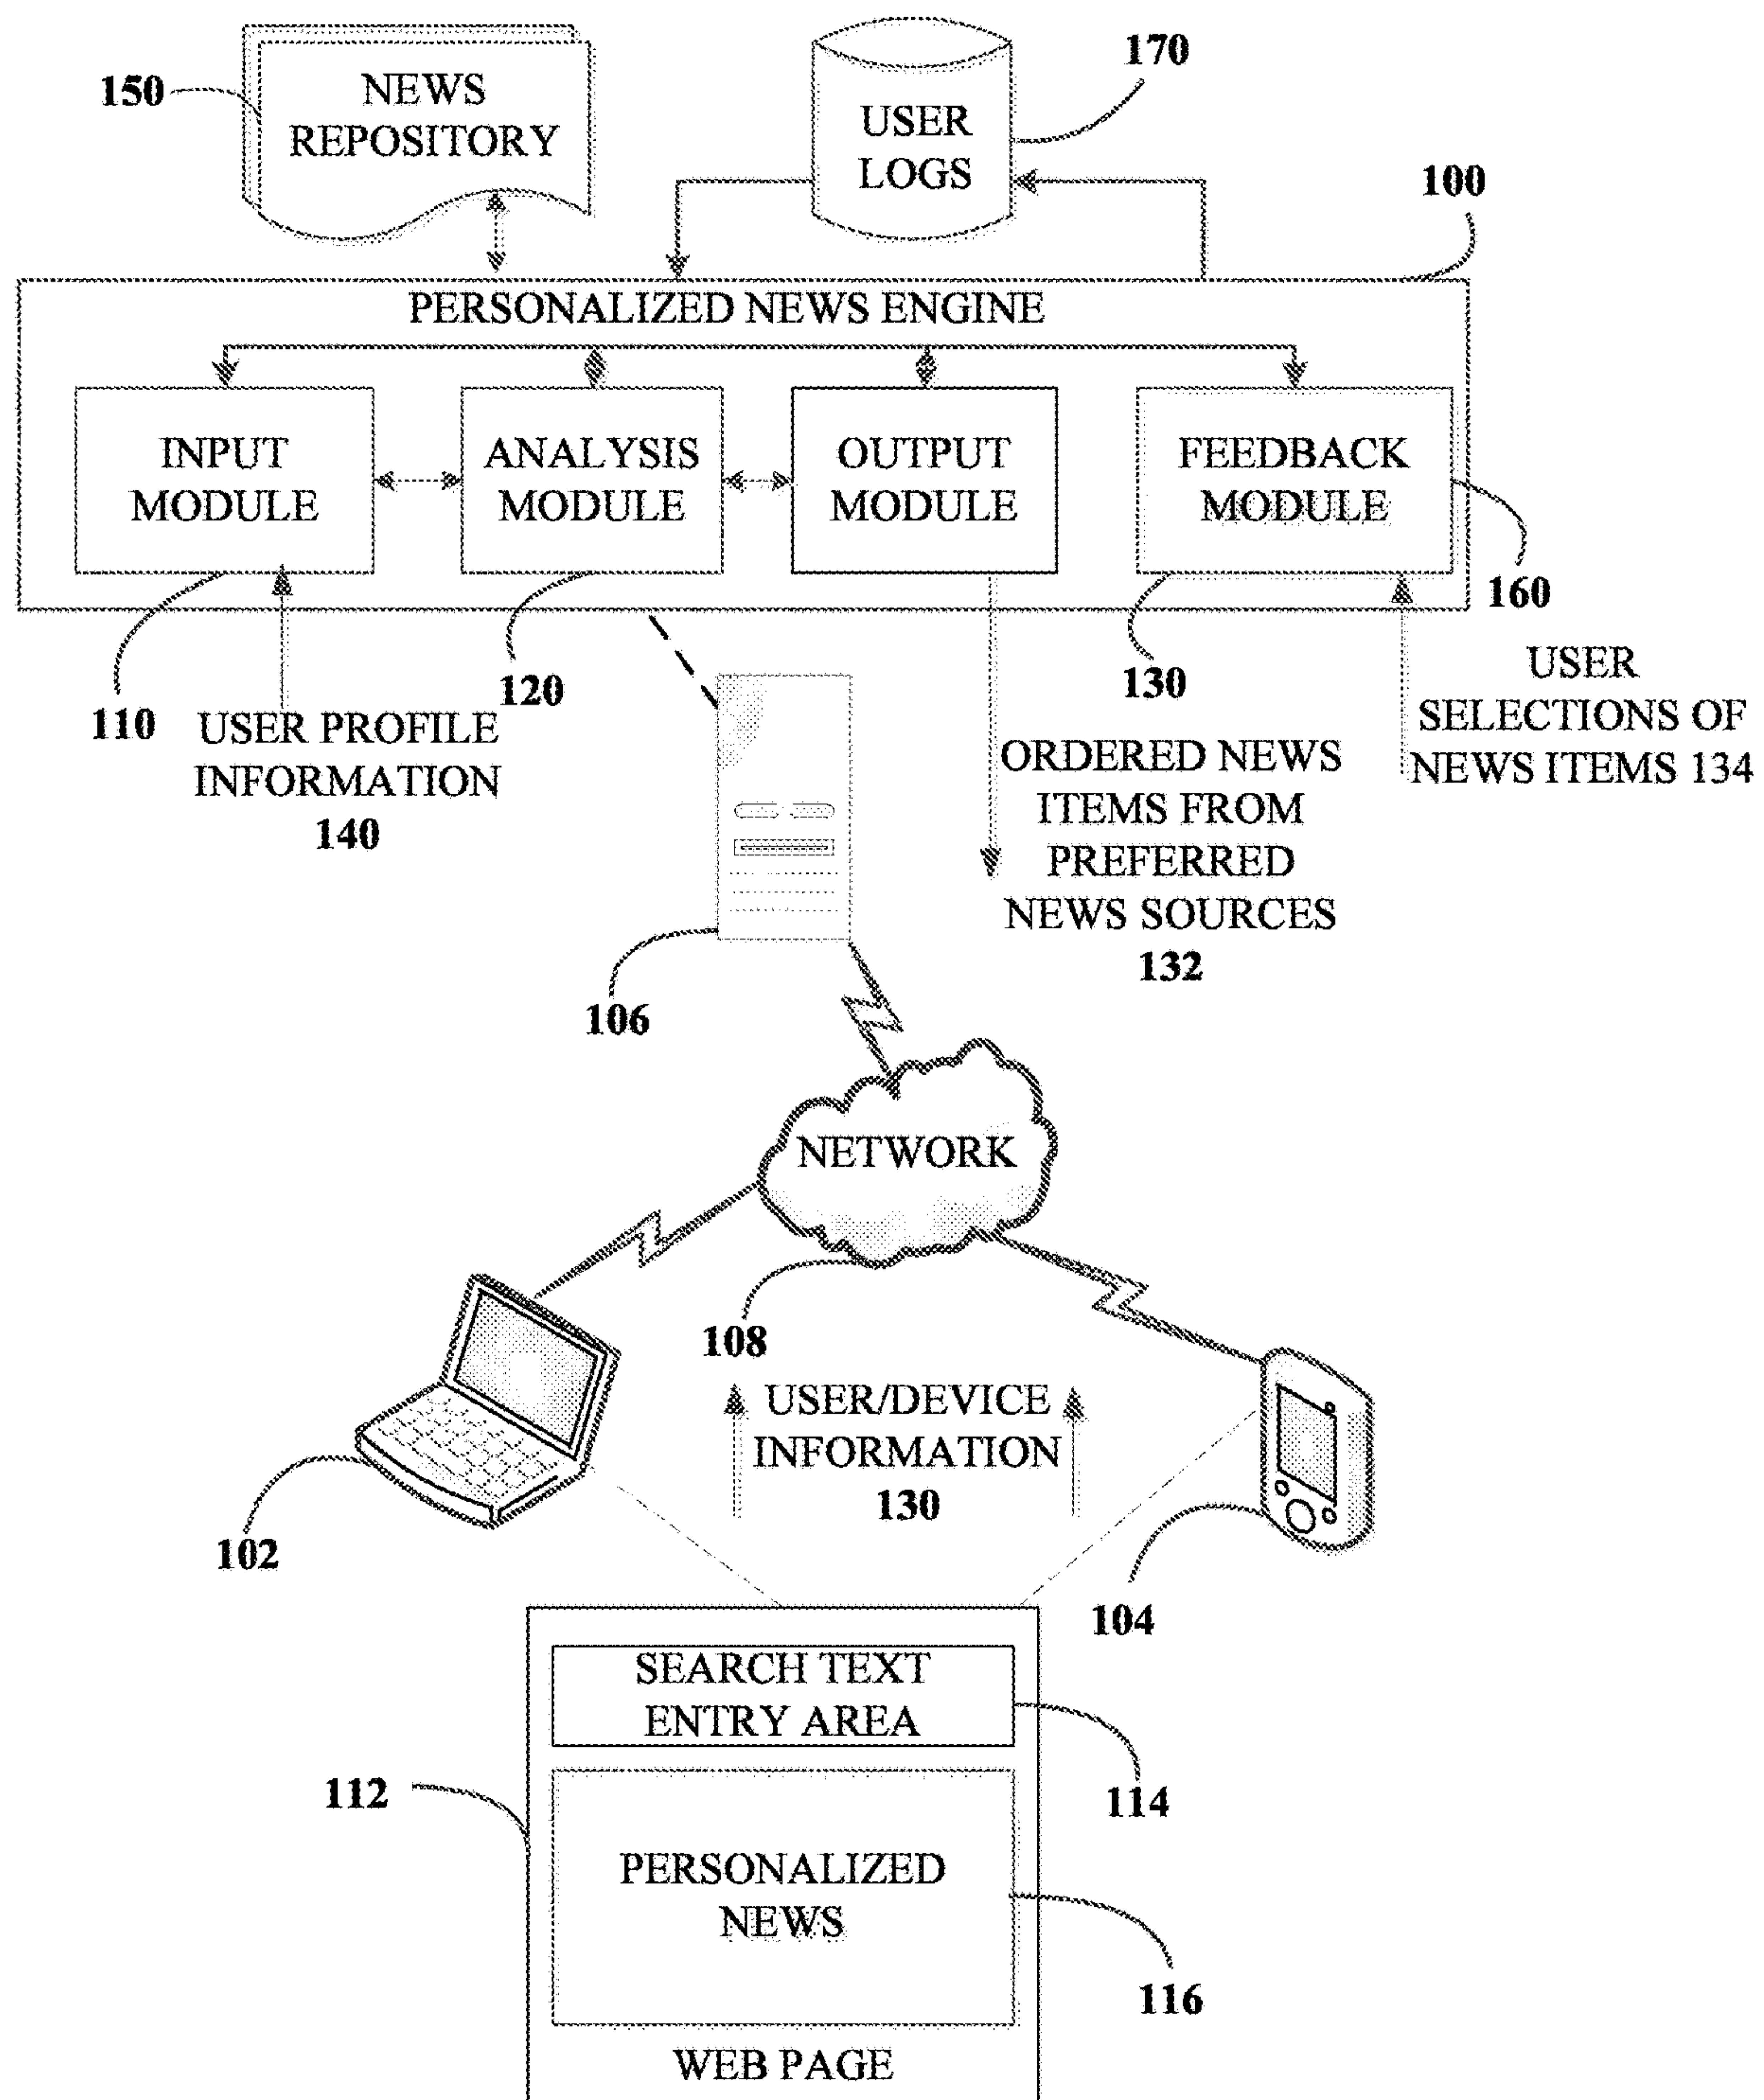 150
NEWS
REPOSITORY
USER
LOGS
170
100
PERSONALIZED NEWS ENGINE
INPUT
MODULE
ANALYSIS
MODULE
OUTPUT
MODULE
FEEDBACK
MODULE
110
120
130
160
USER PROFILE
INFORMATION
140
ORDERED NEWS
ITEMS FROM
PREFERRED
NEWS SOURCES
132
USER
SELECTIONS OF
NEWS ITEMS 134
106
NETWORK
108
USER/DEVICE
INFORMATION
130
102
104
SEARCH TEXT
ENTRY AREA
114
112
PERSONALIZED
NEWS
116
WEB PAGE